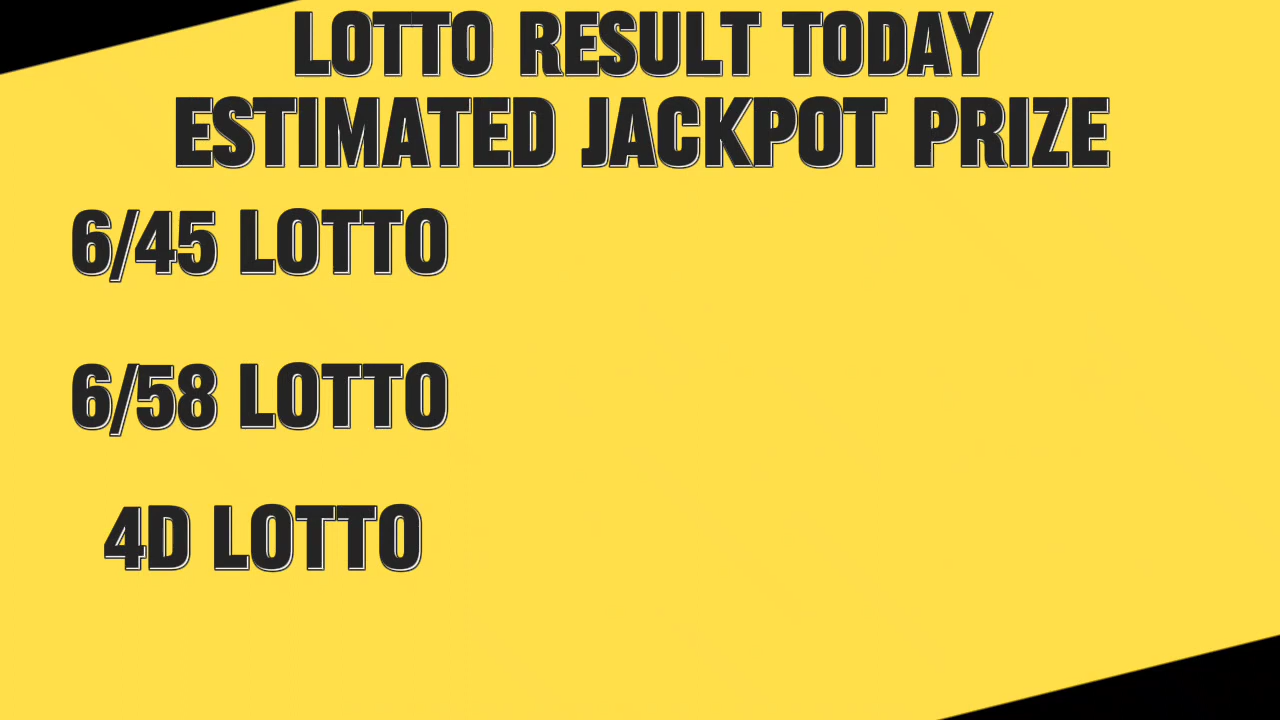 LOTTO RESULT TODAY
ESTIMATED JACKPOT PRIZE
6/45 LOTTO
6/58 LOTTO
4D LOTTO